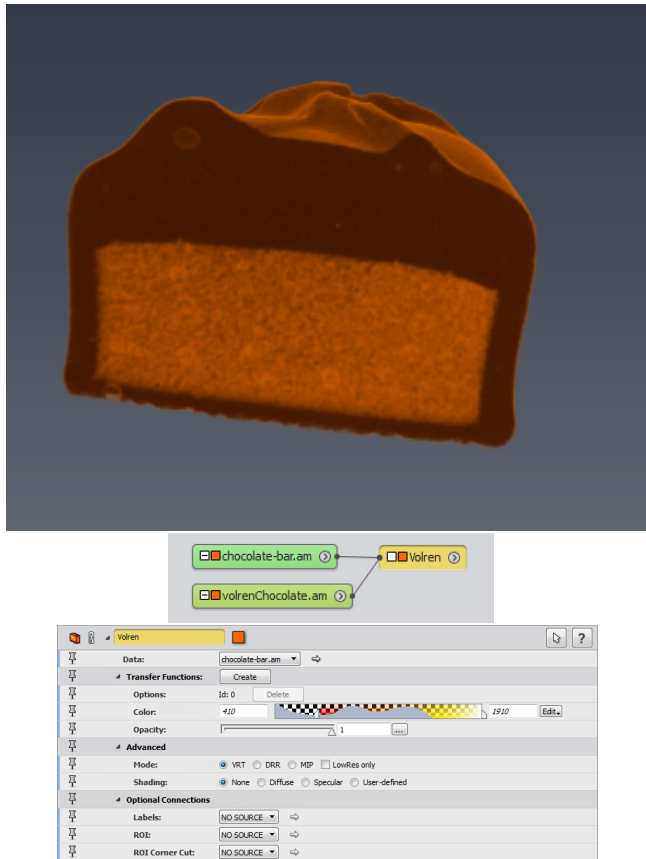 chocolate-bar.am
Volren
volrenChocolate.am
Volren ?
Data: chocolate-bar.am
Transfer Functions: Create
Options: Id: 0 Delete
Color: 410 1910 Edit
Opacity: 1 ...
Advanced
Mode: VRT DRR MIP LowRes only
Shading: None Diffuse Specular User-defined
Optional Connections
Labels: NO SOURCE
ROI: NO SOURCE
ROI Corner Cut: NO SOURCE